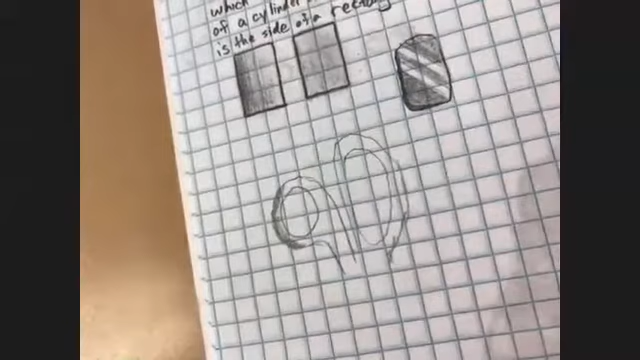 which
of a cylinder
is the side of a rectang